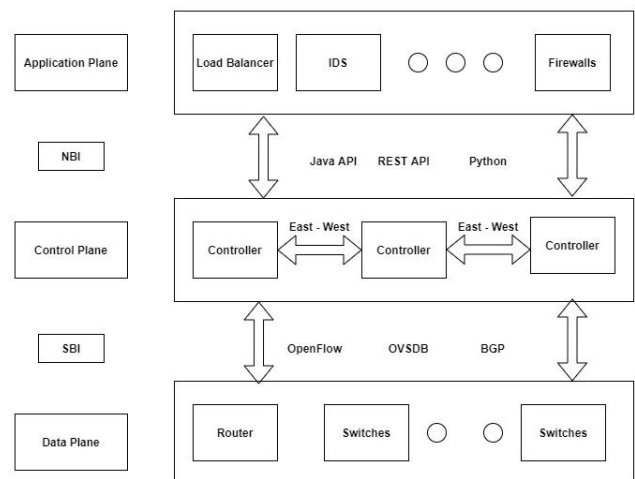 Application Plane
Load Balancer
IDS
Firewalls
NBI
Java API
REST API
Python
Control Plane
Controller
East - West
Controller
East - West
Controller
SBI
OpenFlow
OVSDB
BGP
Data Plane
Router
Switches
Switches